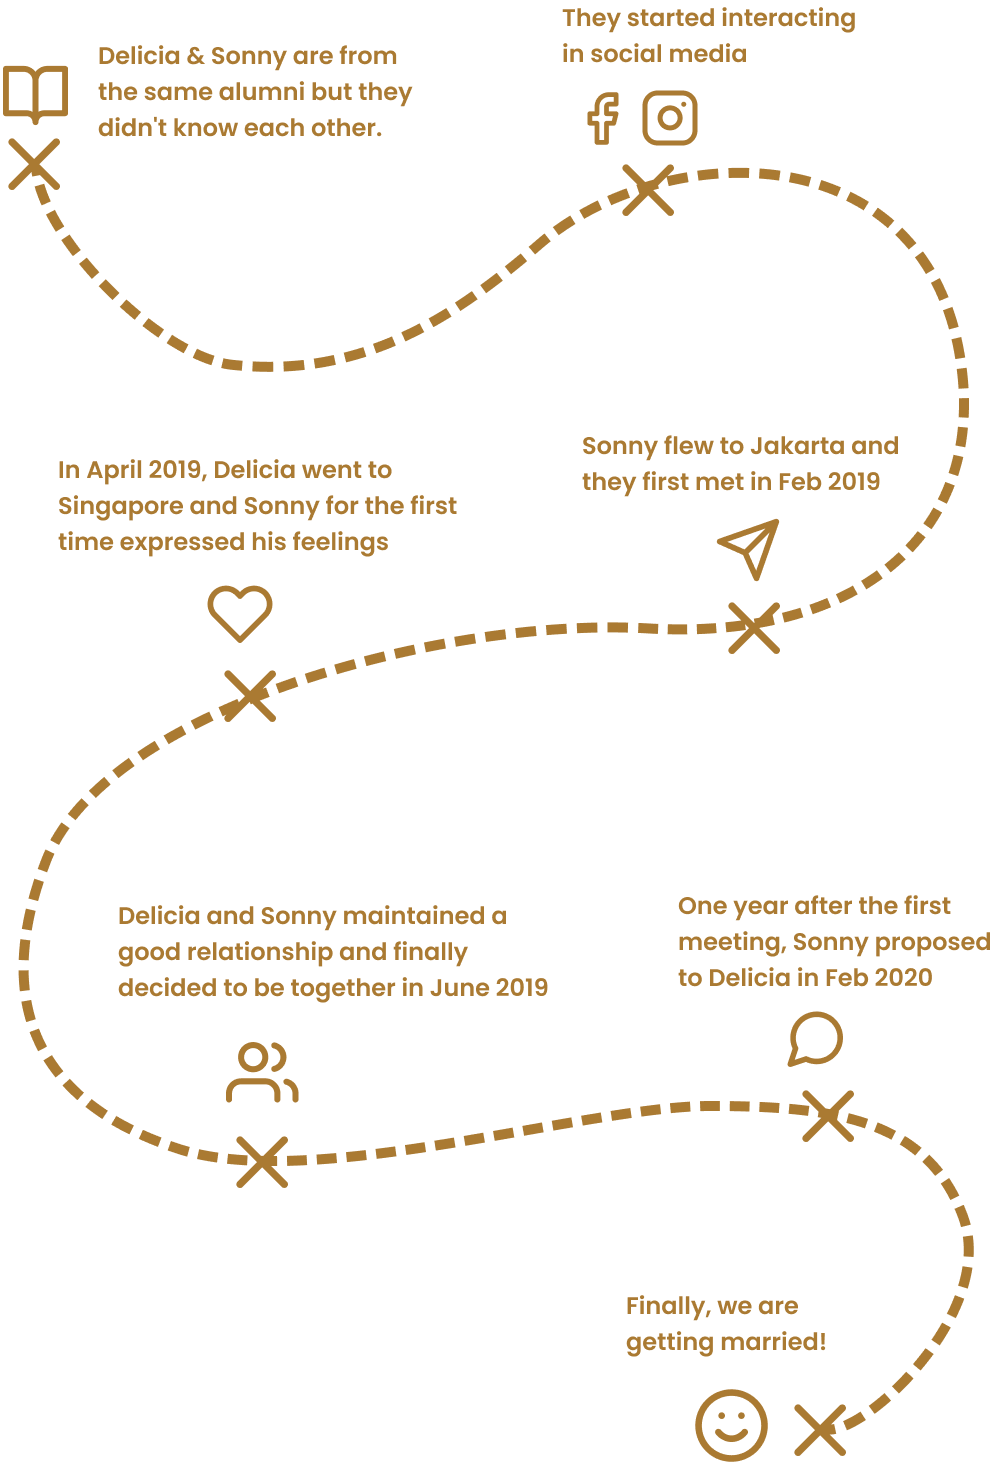 Delicia & Sonny are from
the same alumni but they
didn't know each other.
They started interacting
in social media
Sonny flew to Jakarta and
they first met in Feb 2019
In April 2019, Delicia went to
Singapore and Sonny for the first
time expressed his feelings
Delicia and Sonny maintained a
good relationship and finally
decided to be together in June 2019
One year after the first
meeting, Sonny proposed
to Delicia in Feb 2020
Finally, we are
getting married!